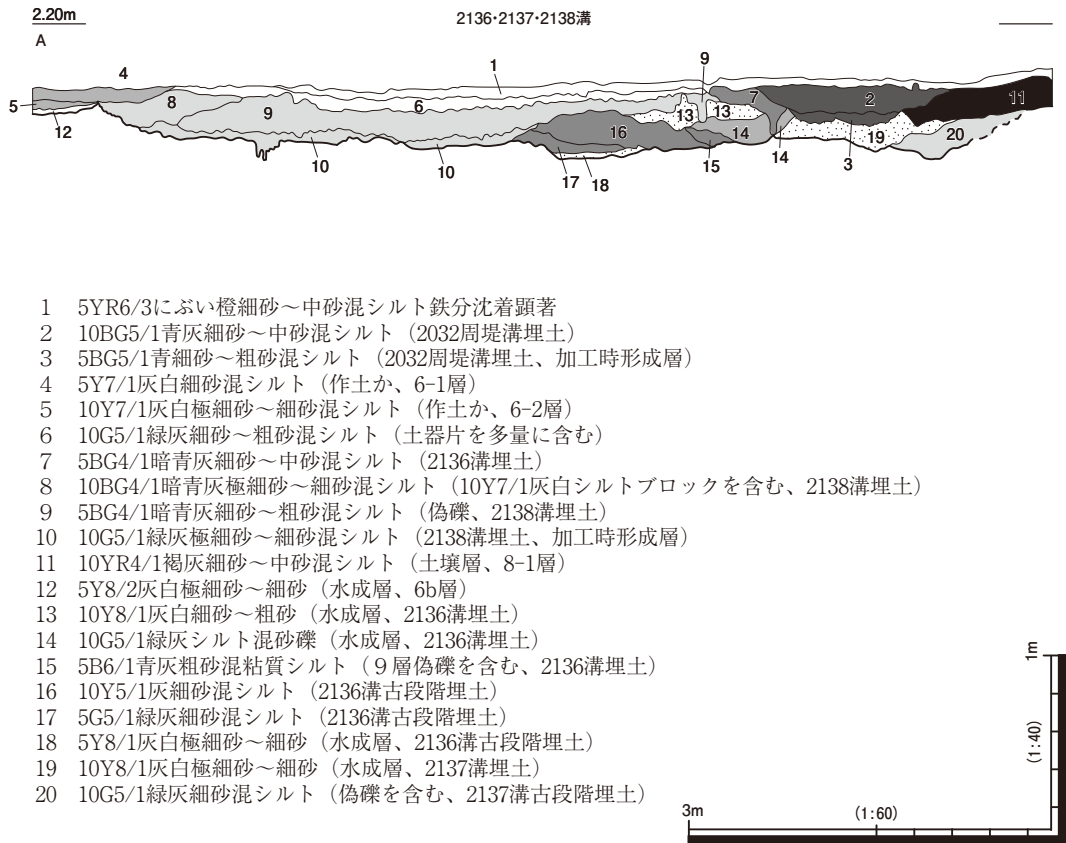 2.20m
2136・2137・2138溝
A
4
1
9
5
8
9
6
13
7
13
2
11
12
16
14
19
20
10
10
17
18
15
14
3
1 5YR6/3にぶい橙細砂～中砂混シルト鉄分沈着顕著
2 10BG5/1青灰細砂～中砂混シルト（2032周堤溝埋土）
3 5BG5/1青細砂～粗砂混シルト（2032周堤溝埋土、加工時形成層）
4 5Y7/1灰白細砂混シルト（作土か、6-1層）
5 10Y7/1灰白極細砂～細砂混シルト（作土か、6-2層）
6 10G5/1緑灰細砂～粗砂混シルト（土器片を多量に含む）
7 5BG4/1暗青灰細砂～中砂混シルト（2136溝埋土）
8 10BG4/1暗青灰極細砂～細砂混シルト（10Y7/1灰白シルトブロックを含む、2138溝埋土）
9 5BG4/1暗青灰細砂～粗砂混シルト（偽礫、2138溝埋土）
10 10G5/1緑灰極細砂～細砂混シルト（2138溝埋土、加工時形成層）
11 10YR4/1褐灰細砂～中砂混シルト（土壌層、8-1層）
12 5Y8/2灰白極細砂～細砂（水成層、6b層）
13 10Y8/1灰白細砂～粗砂（水成層、2136溝埋土）
14 10G5/1緑灰シルト混砂礫（水成層、2136溝埋土）
15 5B6/1青灰粗砂混粘質シルト（９層偽礫を含む、2136溝埋土）
16 10Y5/1灰細砂混シルト（2136溝古段階埋土）
17 5G5/1緑灰細砂混シルト（2136溝古段階埋土）
18 5Y8/1灰白極細砂～細砂（水成層、2136溝古段階埋土）
19 10Y8/1灰白極細砂～細砂（水成層、2137溝埋土）
20 10G5/1緑灰細砂混シルト（偽礫を含む、2137溝古段階埋土）
1m
(1:40)
3m
(1:60)